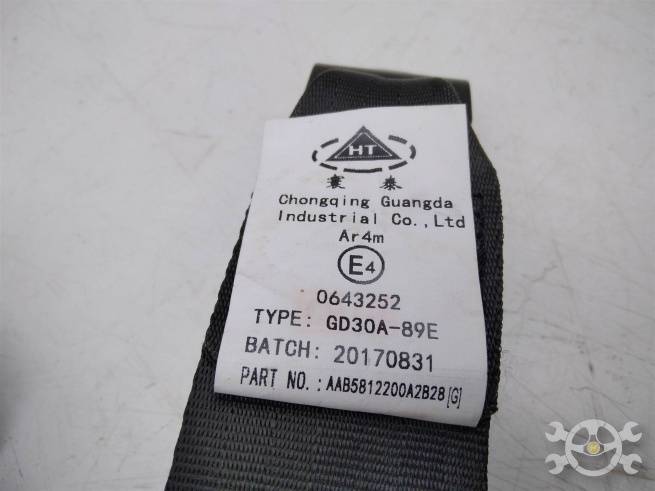 HT
寰泰
Chongqing Guangda
Industrial Co.,Ltd
Ar4m
E4
0643252
TYPE: GD30A-89E
BATCH: 20170831
PART NO.:AAB5812200A2B28[G]